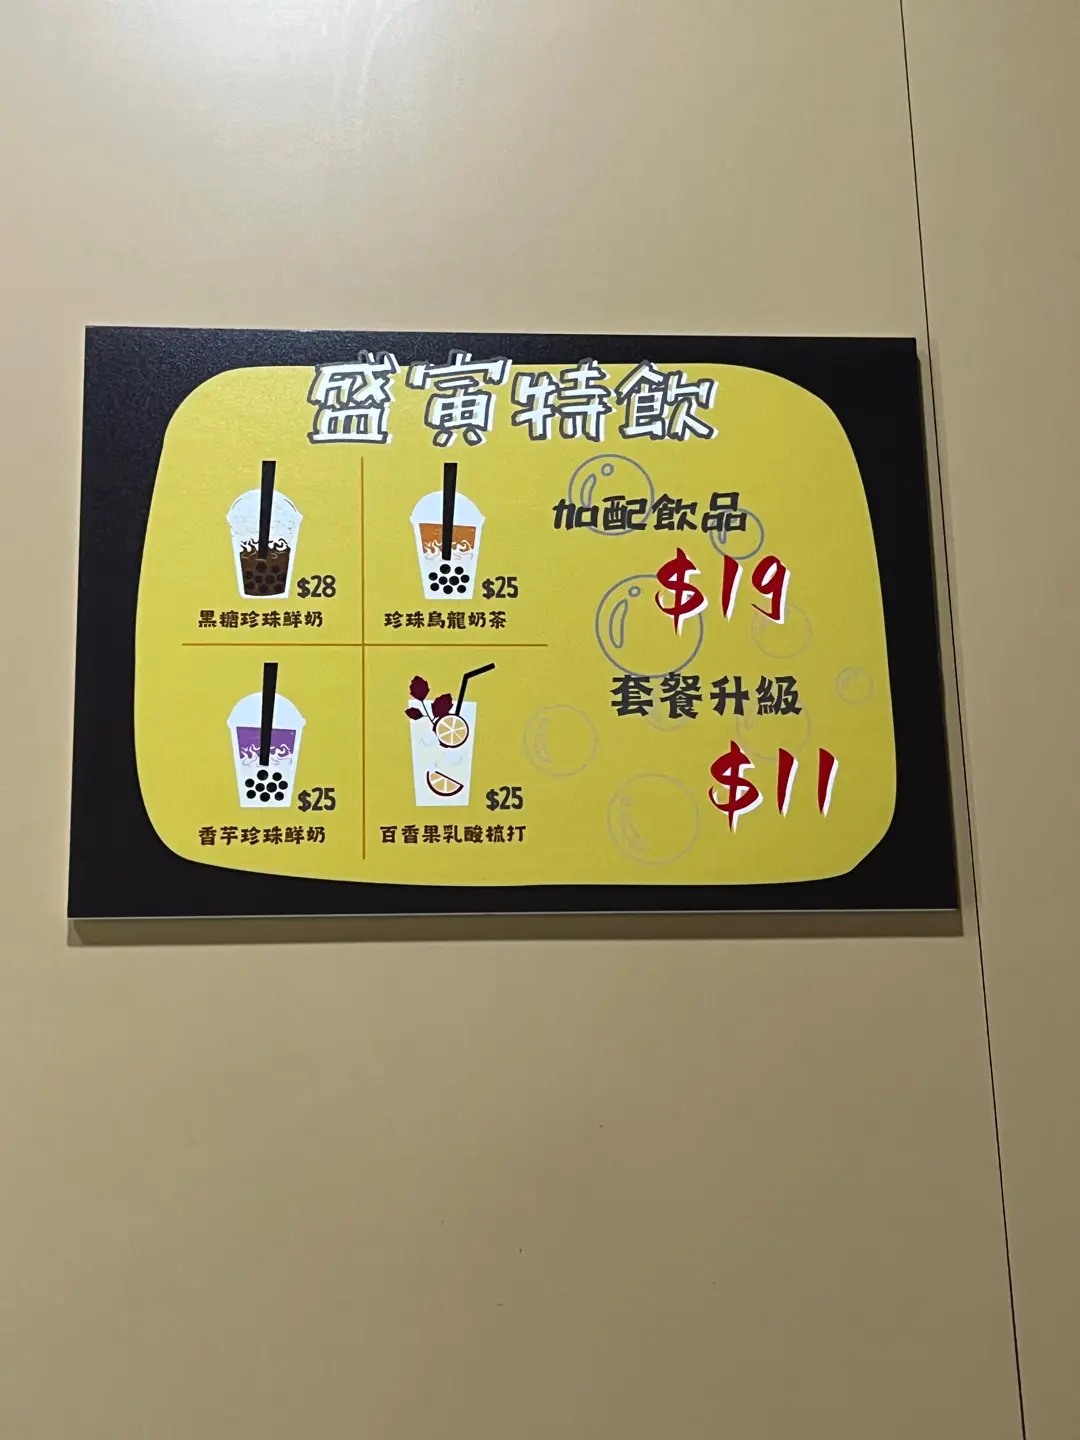 盛寅特飲
$28
黑糖珍珠鮮奶
$25
珍珠烏龍奶茶
$25
香芋珍珠鮮奶
$25
百香果乳酸梳打
加配飲品
$19
套餐升級
$11